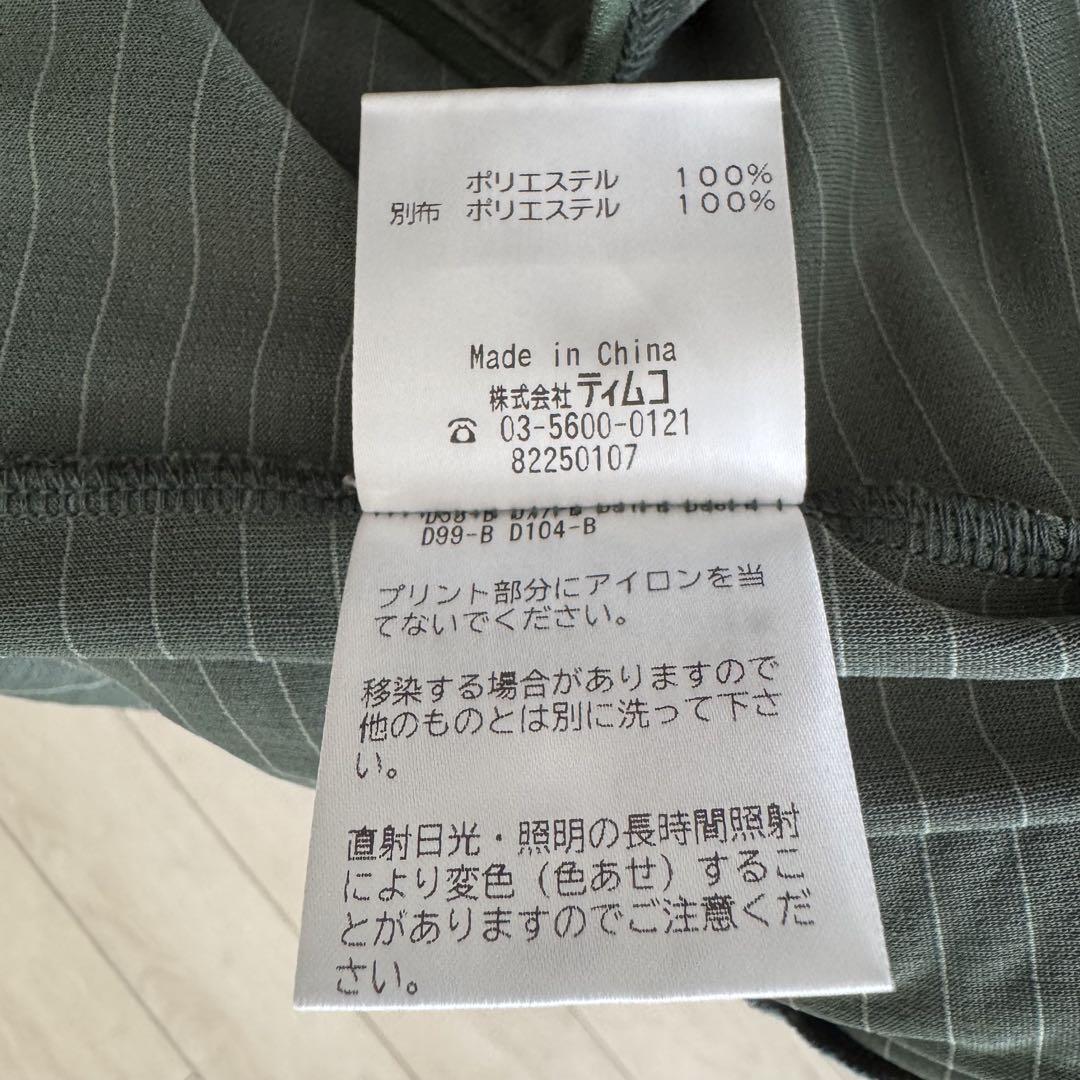 ポリエステル 100%
別布 ポリエステル 100%
Made in China
株式会社ティムコ
☎ 03-5600-0121
82250107
D99-B D104-B
プリント部分にアイロンを当
てないでください。
移染する場合がありますので
他のものとは別に洗って下さ
い。
直射日光・照明の長時間照射
により変色（色あせ）するこ
とがありますのでご注意くだ
さい。